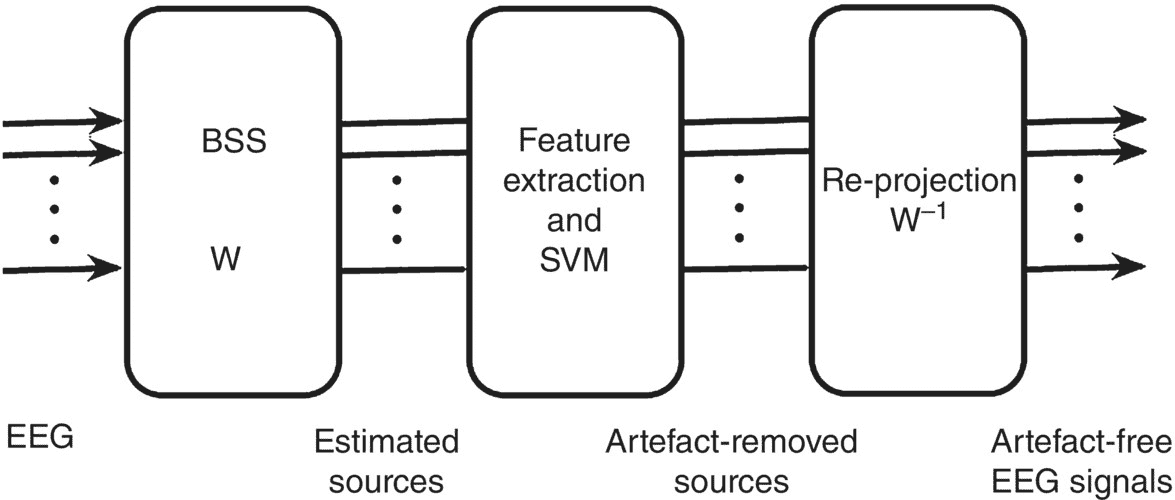 BSS
W
Feature
extraction
and
SVM
Re-projection
W⁻¹
EEG
Estimated
sources
Artefact-removed
sources
Artefact-free
EEG signals